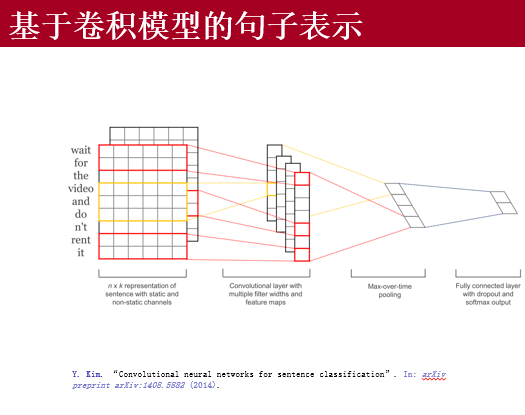 基于卷积模型的句子表示
wait
for
the
video
and
do
n't
rent
it
n x k representation of
sentence with static and
non-static channels
Convolutional layer with
multiple filter widths and
feature maps
Max-over-time
pooling
Fully connected layer
with dropout and
softmax output
Y. Kim. “Convolutional neural networks for sentence classification”. In: arXiv
preprint arXiv:1408.5882 (2014).